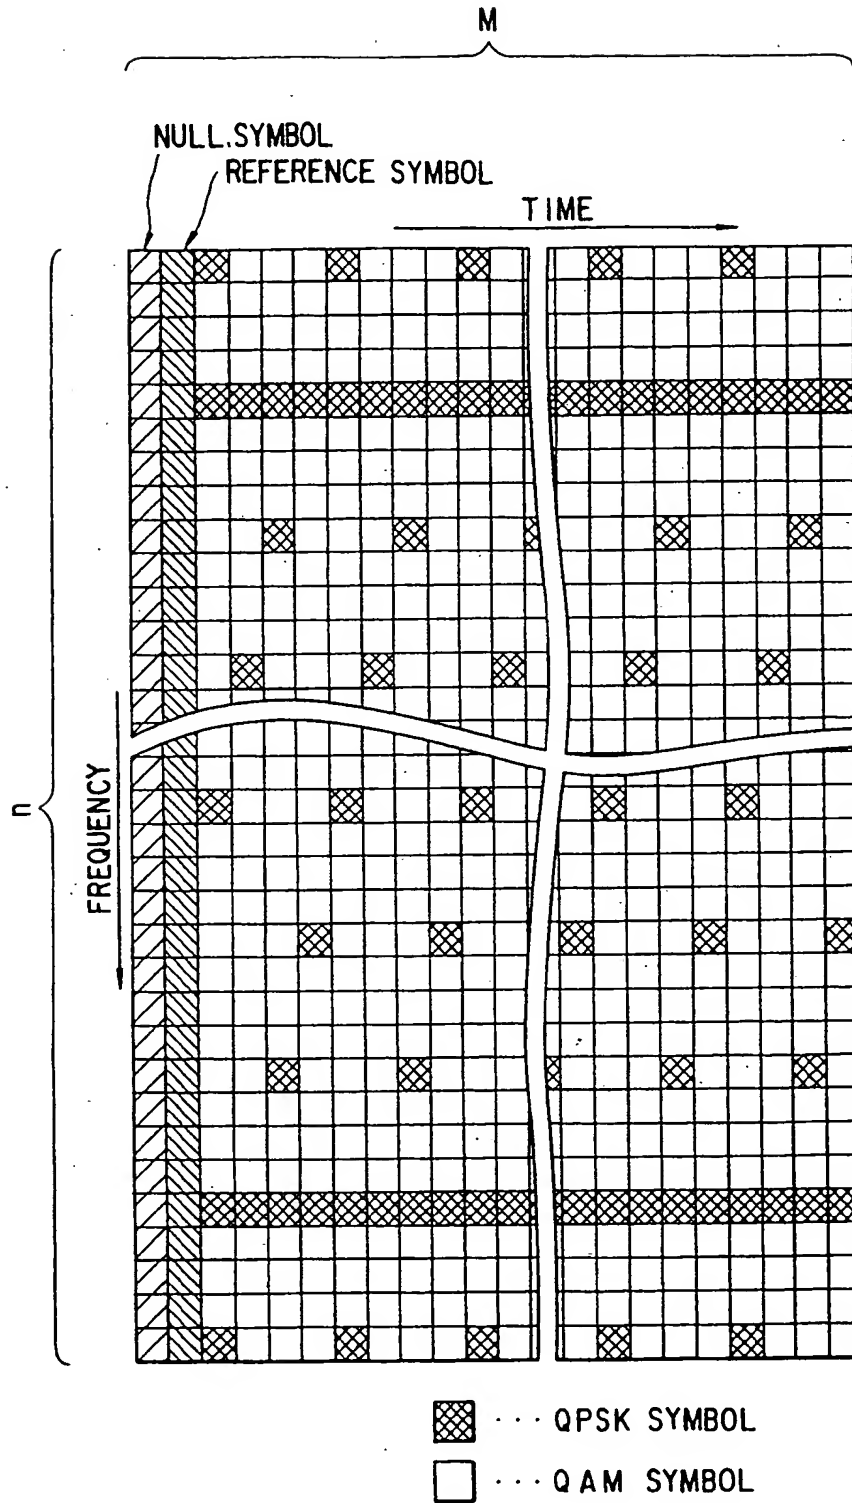 M
NULL.SYMBOL
REFERENCE SYMBOL
TIME
n
FREQUENCY
··· QPSK SYMBOL
··· QAM SYMBOL